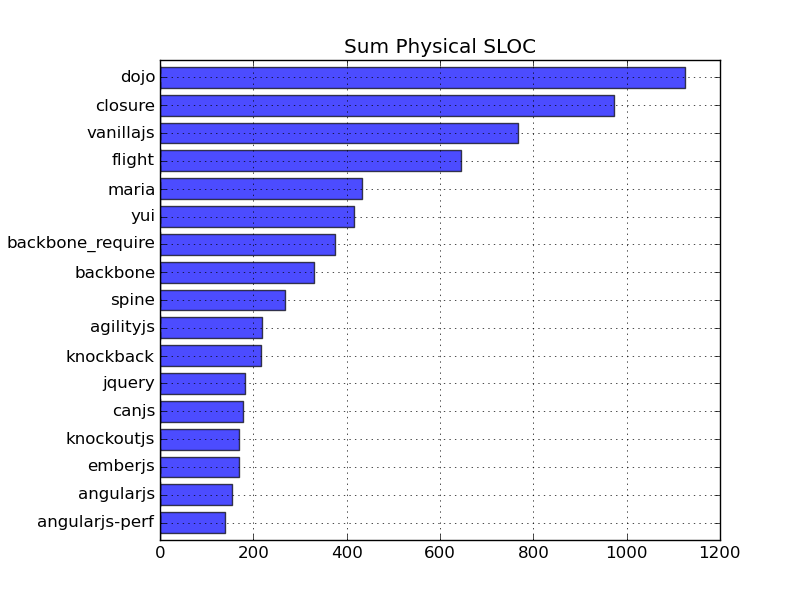 Sum Physical SLOC
dojo
closure
vanillajs
flight
maria
yui
backbone_require
backbone
spine
agilityjs
knockback
jquery
canjs
knockoutjs
emberjs
angularjs
angularjs-perf
0 200 400 600 800 1000 1200